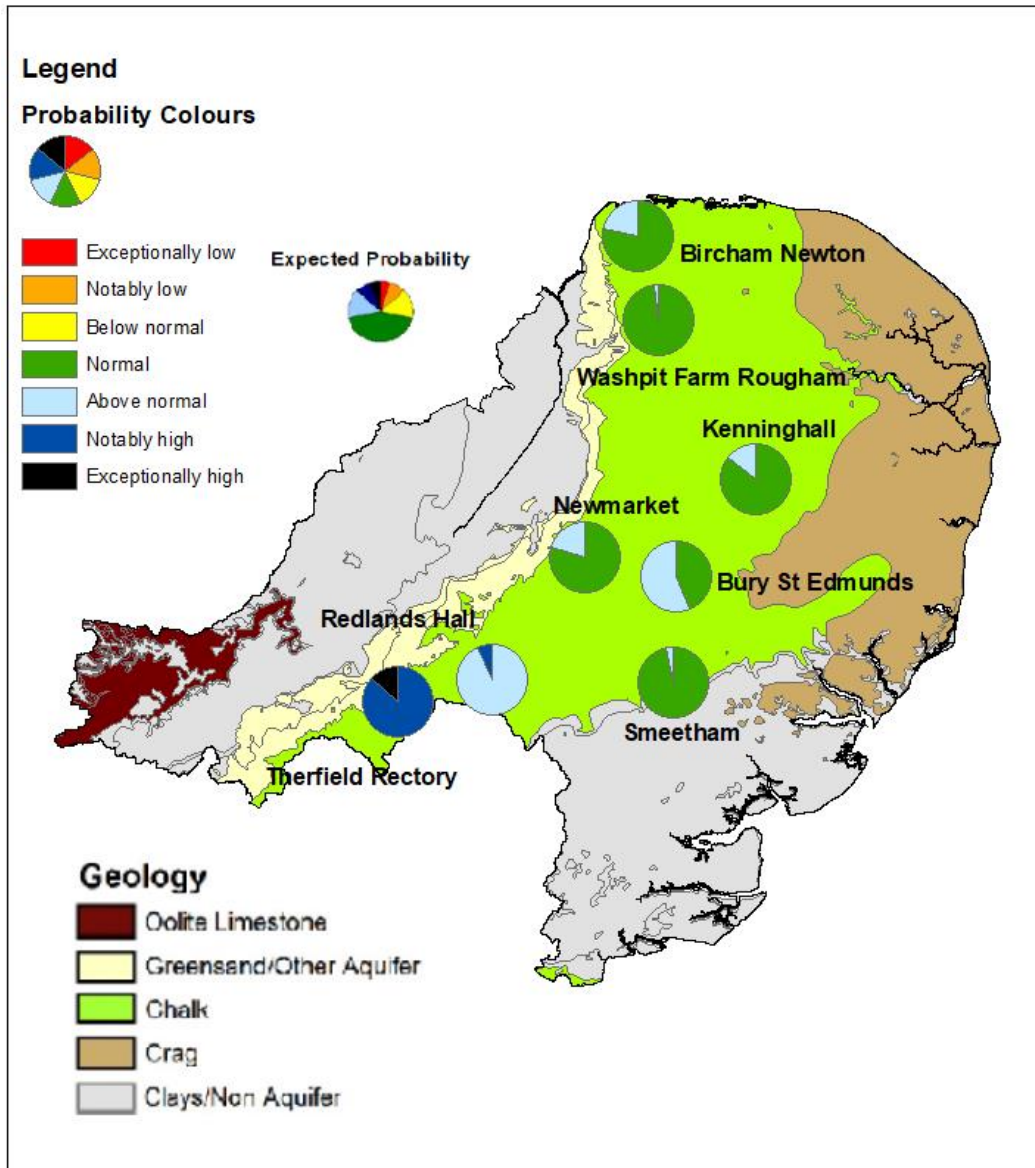 Legend
Probability Colours
Exceptionally low
Notably low
Below normal
Normal
Above normal
Notably high
Exceptionally high
Expected Probability
Bircham Newton
Washpit Farm Rougham
Kenninghall
Newmarket
Bury St Edmunds
Redlands Hall
Smeetham
Therfield Rectory
Geology
Oolite Limestone
Greensand/Other Aquifer
Chalk
Crag
Clays/Non Aquifer